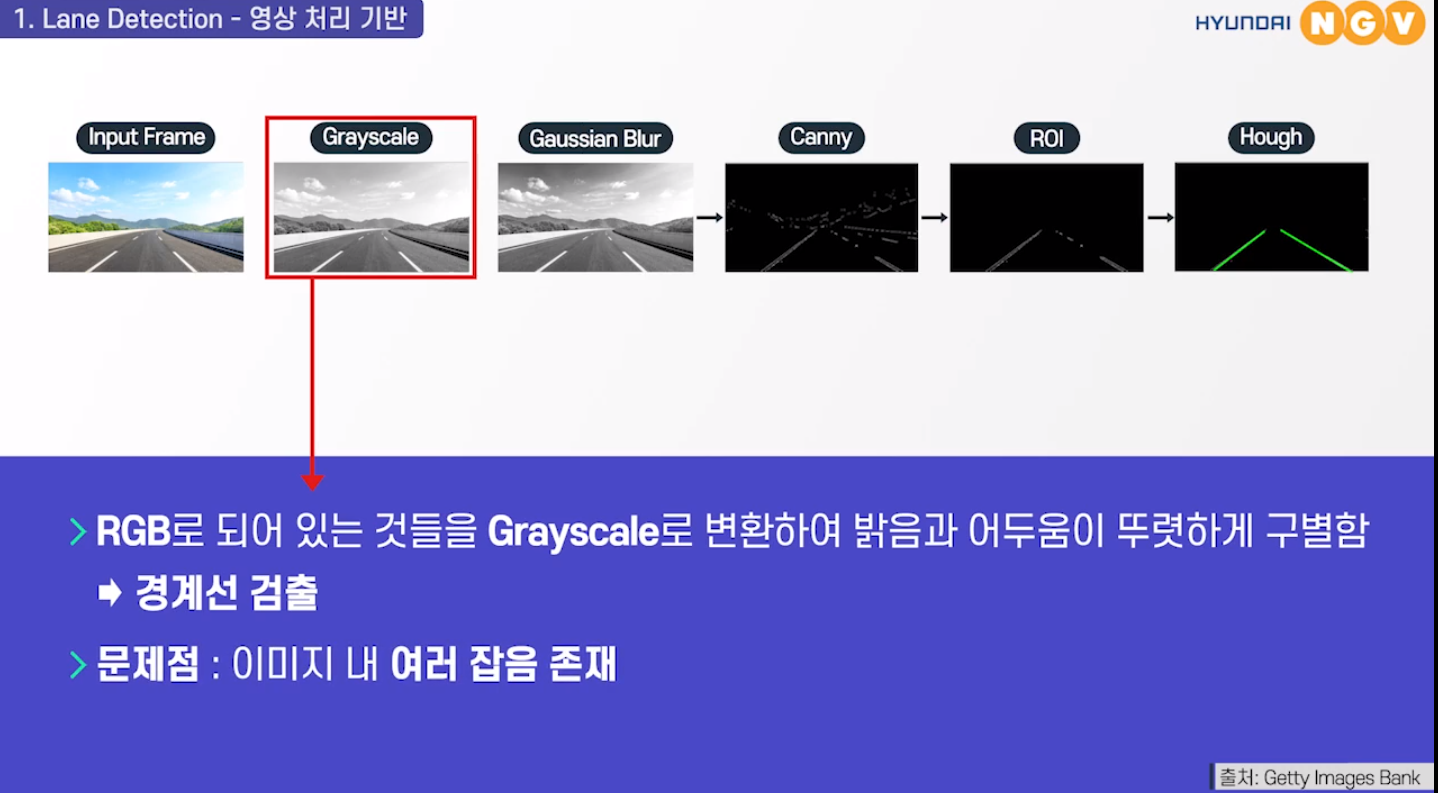 1. Lane Detection - 영상 처리 기반
HYUNDAI NGV
Input Frame
Grayscale
Gaussian Blur
Canny
ROI
Hough
> RGB로 되어 있는 것들을 Grayscale로 변환하여 밝음과 어두움이 뚜렷하게 구별함
➡ 경계선 검출
> 문제점 : 이미지 내 여러 잡음 존재
출처: Getty Images Bank